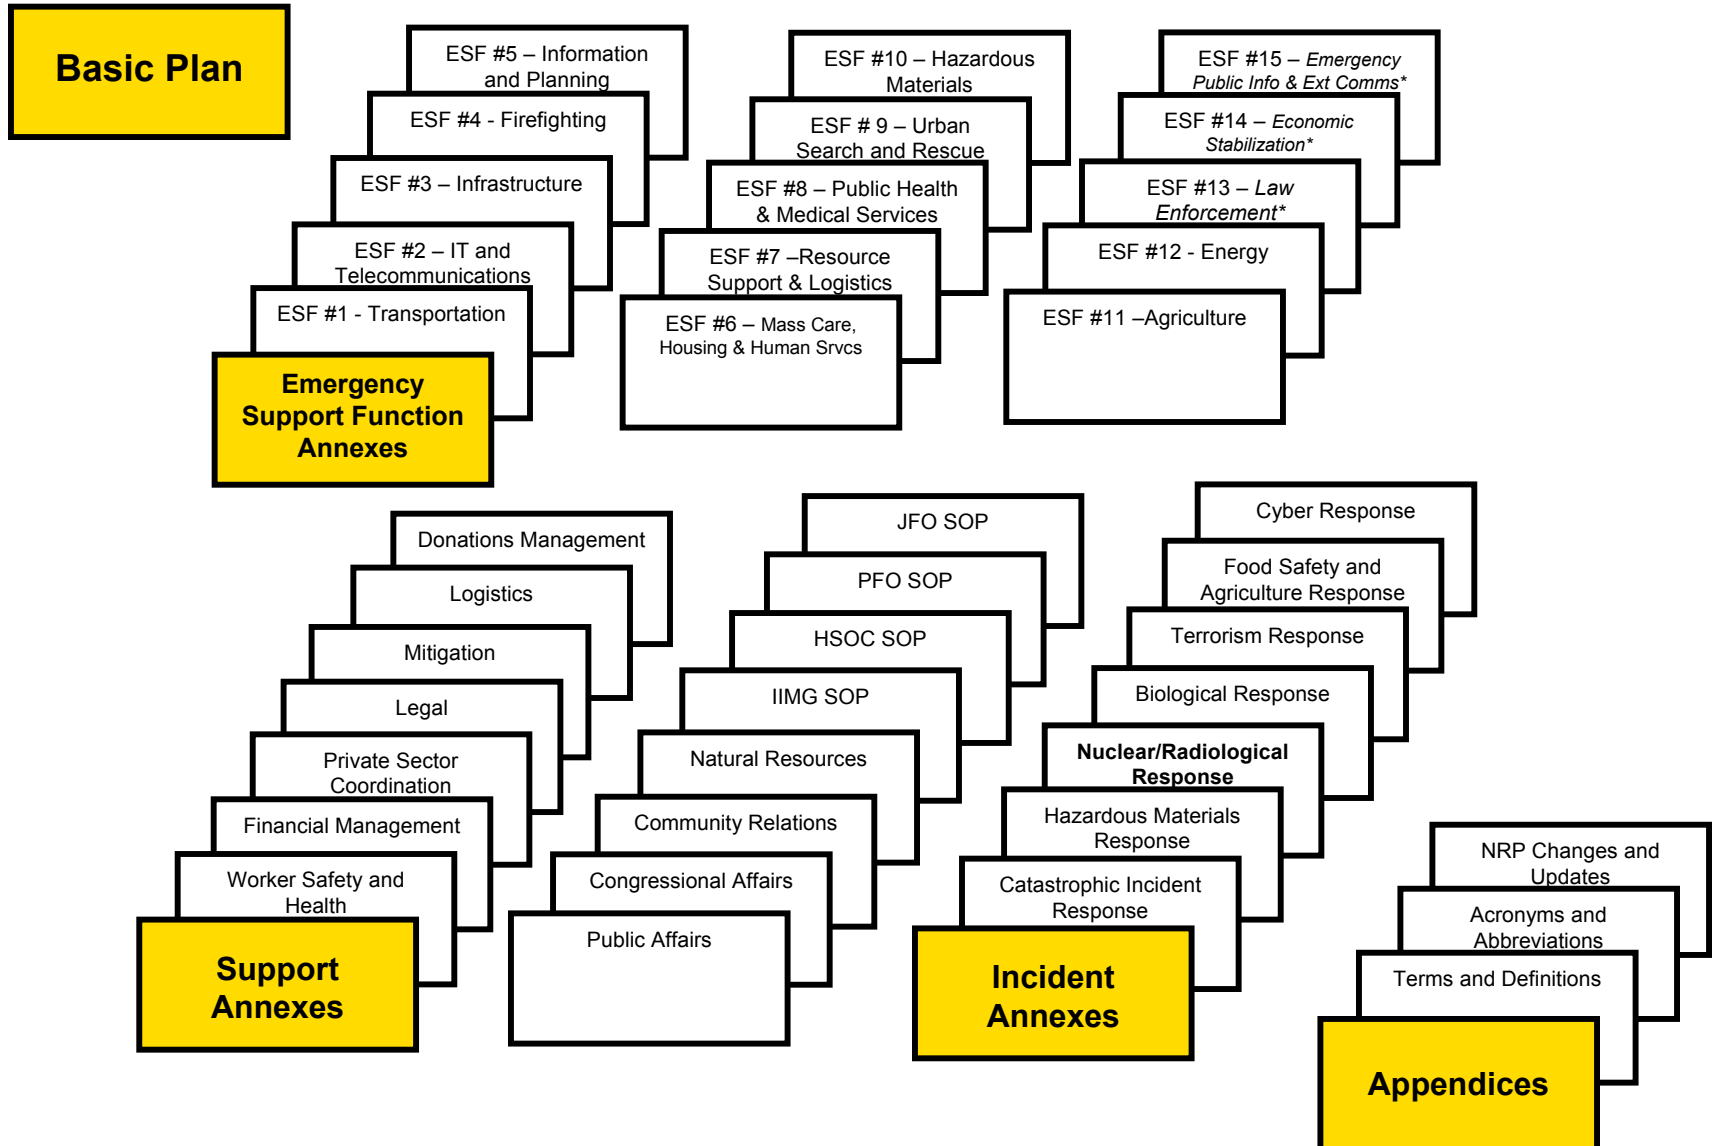 Basic Plan
ESF #5 – Information
and Planning
ESF #4 - Firefighting
ESF #3 – Infrastructure
ESF #2 – IT and
Telecommunications
ESF #1 - Transportation
Emergency
Support Function
Annexes
ESF #10 – Hazardous
Materials
ESF # 9 – Urban
Search and Rescue
ESF #8 – Public Health
& Medical Services
ESF #7 –Resource
Support & Logistics
ESF #6 – Mass Care,
Housing & Human Srvcs
ESF #15 – Emergency
Public Info & Ext Comms*
ESF #14 – Economic
Stabilization*
ESF #13 – Law
Enforcement*
ESF #12 - Energy
ESF #11 –Agriculture
Donations Management
Logistics
Mitigation
Legal
Private Sector
Coordination
Financial Management
Worker Safety and
Health
Support
Annexes
JFO SOP
PFO SOP
HSOC SOP
IIMG SOP
Natural Resources
Community Relations
Congressional Affairs
Public Affairs
Cyber Response
Food Safety and
Agriculture Response
Terrorism Response
Biological Response
Nuclear/Radiological
Response
Hazardous Materials
Response
Catastrophic Incident
Response
Incident
Annexes
NRP Changes and
Updates
Acronyms and
Abbreviations
Terms and Definitions
Appendices